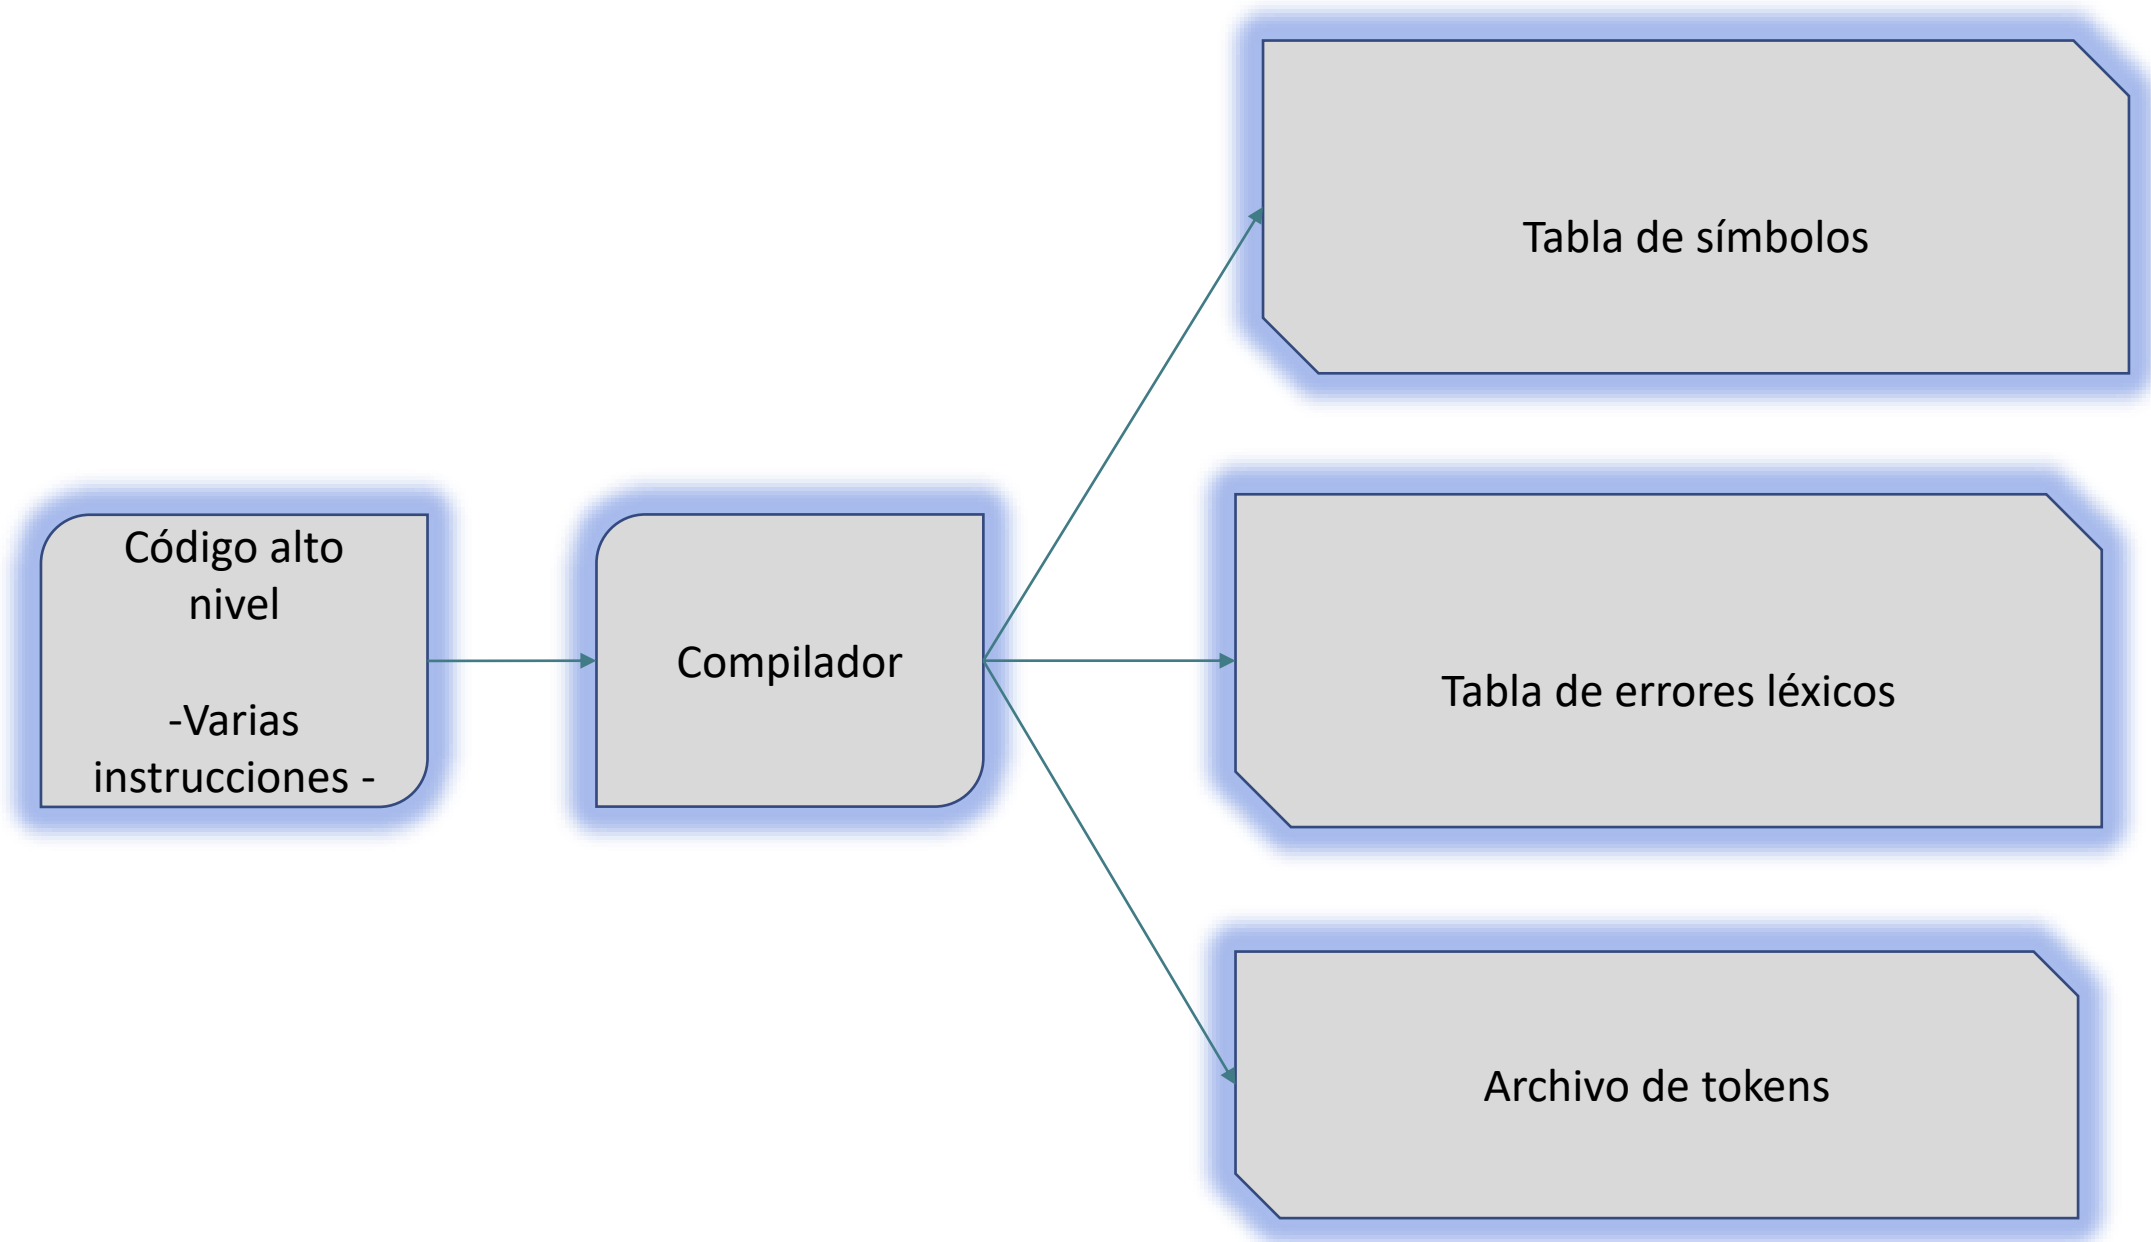 Código alto
nivel
-Varias
instrucciones -
Compilador
Tabla de símbolos
Tabla de errores léxicos
Archivo de tokens